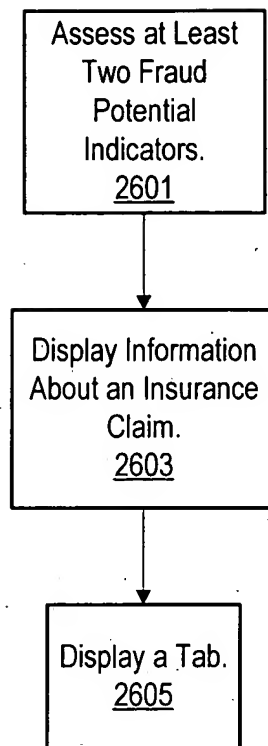 Assess at Least
Two Fraud
Potential
Indicators.
2601
Display Information
About an Insurance
Claim.
2603
Display a Tab.
2605